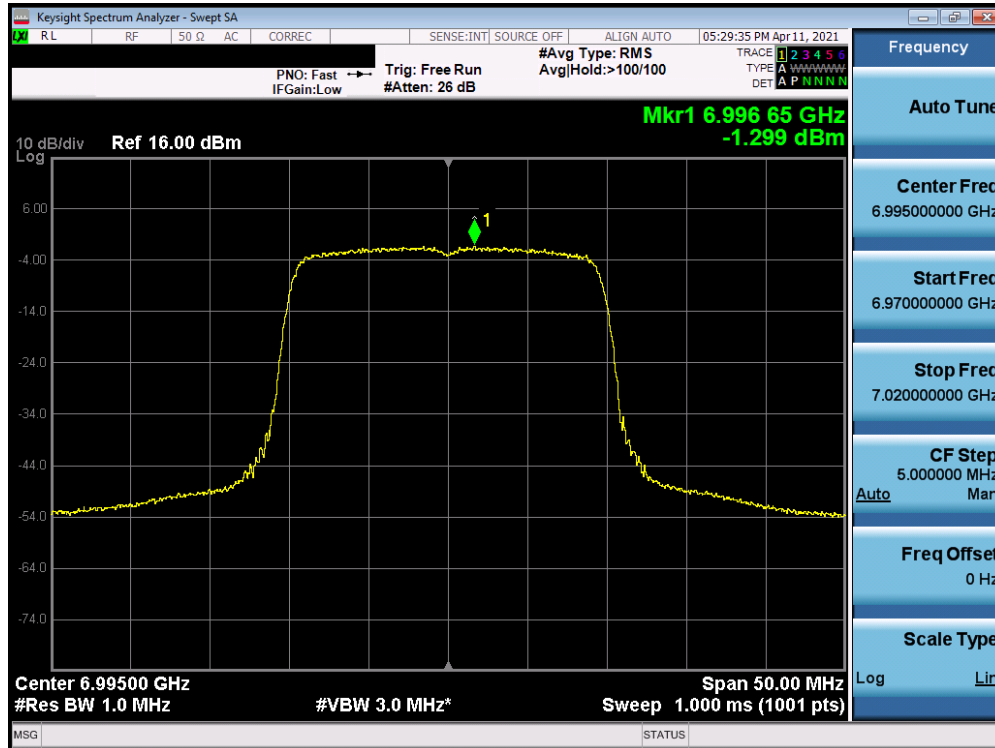 Keysight Spectrum Analyzer - Swept SA
LXI RL RF 50 Ω AC CORREC SENSE:INT SOURCE OFF ALIGN AUTO 05:29:35 PM Apr 11, 2021
PNO: Fast
IFGain:Low
Trig: Free Run
#Atten: 26 dB
#Avg Type: RMS
Avg|Hold:>100/100
TRACE 1 2 3 4 5 6
TYPE A WWWWW
DET A P N N N N
Mkr1 6.996 65 GHz
-1.299 dBm
10 dB/div Ref 16.00 dBm
Log
1
6.00
-4.00
-14.0
-24.0
-34.0
-44.0
-54.0
-64.0
-74.0
Center 6.99500 GHz Span 50.00 MHz
#Res BW 1.0 MHz #VBW 3.0 MHz* Sweep 1.000 ms (1001 pts)
MSG STATUS
Frequency
Auto Tune
Center Freq
6.995000000 GHz
Start Freq
6.970000000 GHz
Stop Freq
7.020000000 GHz
CF Step
5.000000 MHz
Auto Man
Freq Offset
0 Hz
Scale Type
Log Lin